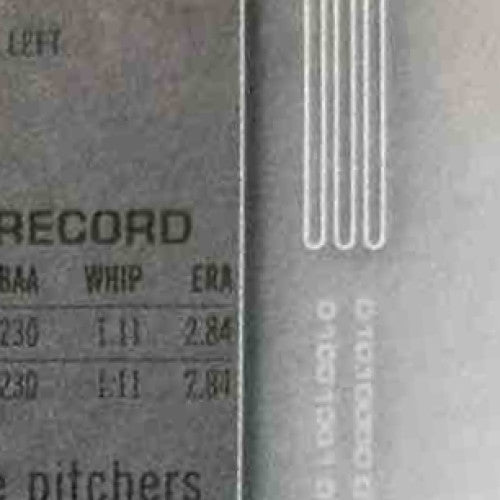 LEFT
RECORD
BAA WHIP ERA
230 1.11 2.84
230 1.11 2.84
e pitchers